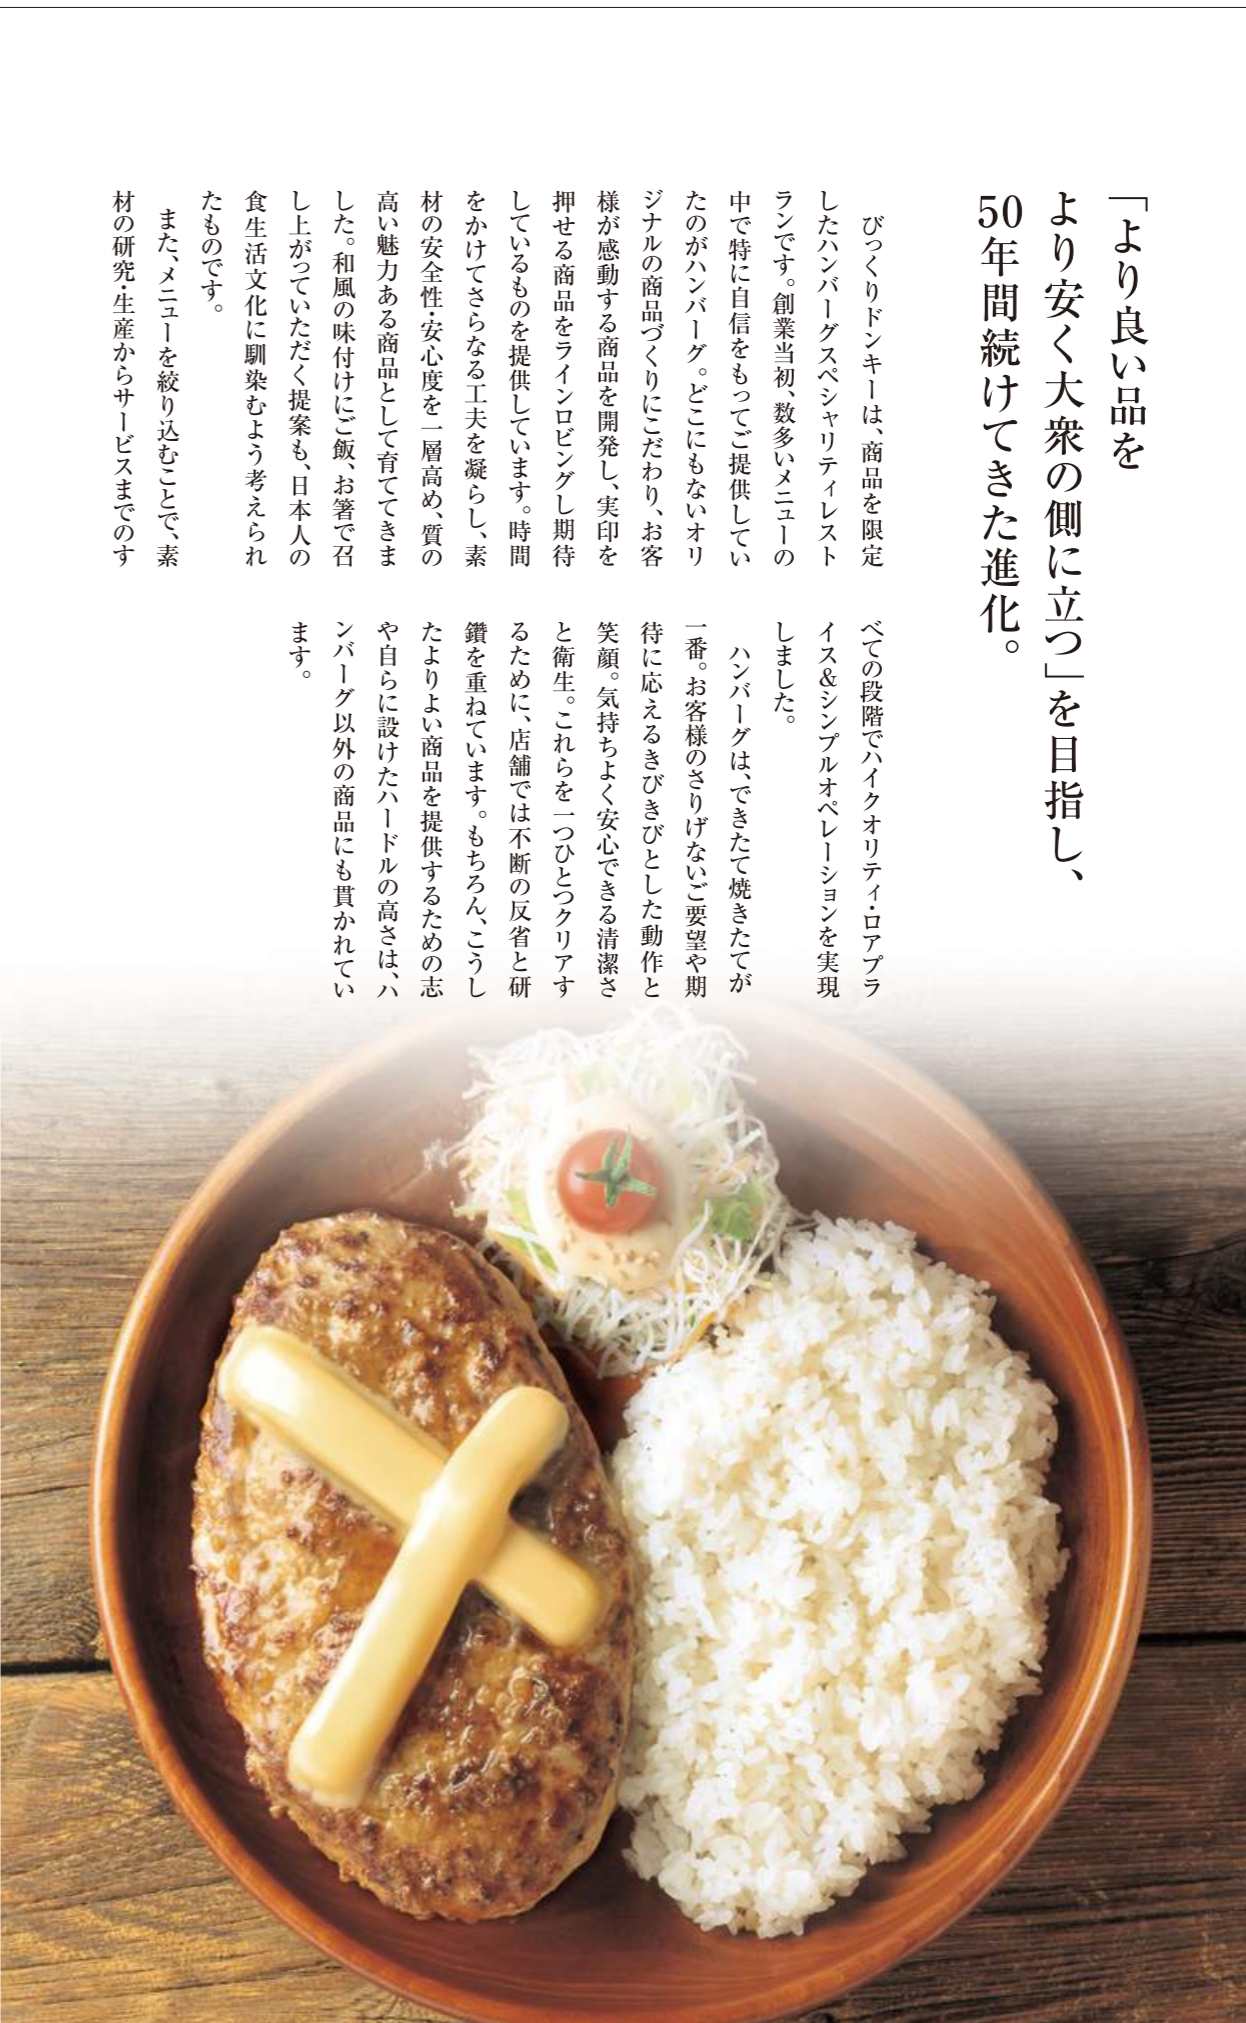 「より良い品を
より安く大衆の側に立つ」を目指し、
50年間続けてきた進化。
びっくりドンキーは、商品を限定
したハンバーグスペシャリティレスト
ランです。創業当初、数多いメニューの
中で特に自信をもってご提供してい
たのがハンバーグ。どこにもないオリ
ジナルの商品づくりにこだわり、お客
様が感動する商品を開発し、実印を
押せる商品をラインロビングし期待
しているものを提供しています。時間
をかけてさらなる工夫を凝らし、素
材の安全性・安心度を一層高め、質の
高い魅力ある商品として育ててきま
した。和風の味付けにご飯、お箸で召
し上がっていただく提案も、日本人の
食生活文化に馴染むよう考えられ
たものです。
また、メニューを絞り込むことで、素
材の研究・生産からサービスまでのす
べての段階でハイクオリティ・ロアプラ
イス&シンプルオペレーションを実現
しました。
ハンバーグは、できたて焼きたてが
一番。お客様のさりげないご要望や期
待に応えるきびきびとした動作と
笑顔。気持ちよく安心できる清潔さ
と衛生。これらを一つひとつクリアす
るために、店舗では不断の反省と研
鑽を重ねています。もちろん、こうし
たよりよい商品を提供するための志
や自らに設けたハードルの高さは、ハ
ンバーグ以外の商品にも貫かれてい
ます。